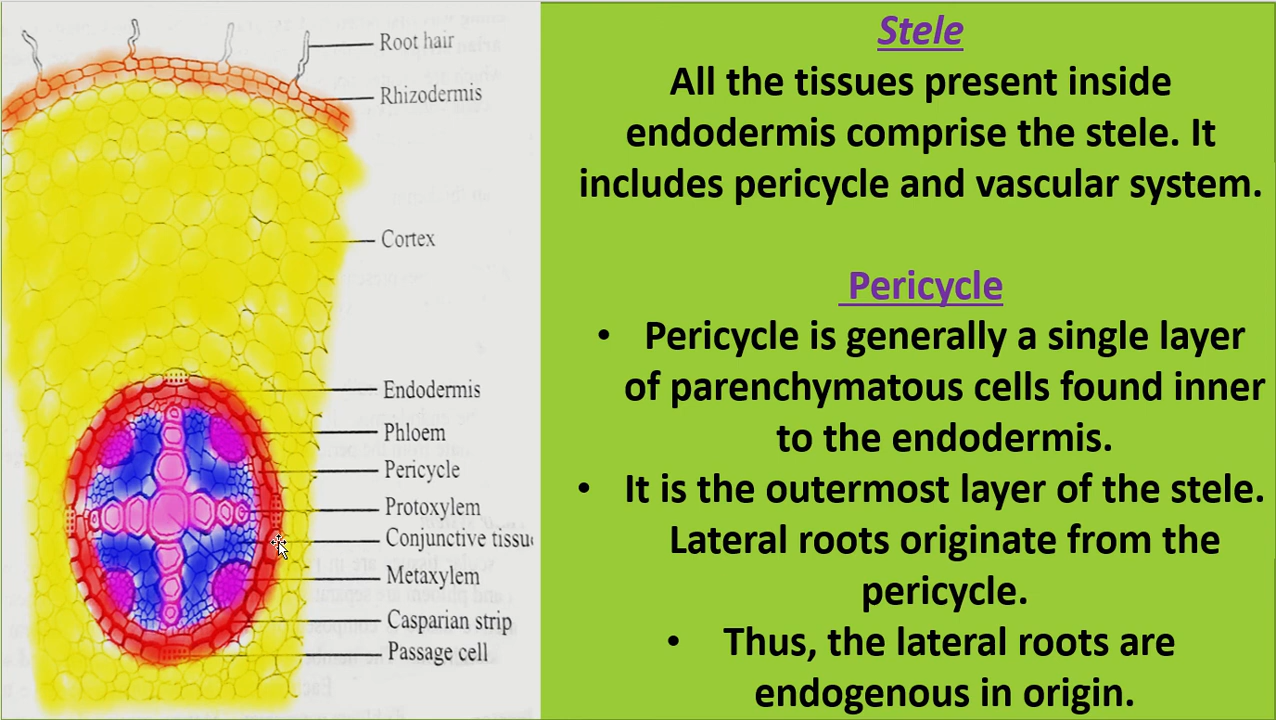 Root hair
Rhizodermis
Cortex
Endodermis
Phloem
Pericycle
Protoxylem
Conjunctive tissu
Metaxylem
Casparian strip
Passage cell
Stele
All the tissues present inside
endodermis comprise the stele. It
includes pericycle and vascular system.
Pericycle
• Pericycle is generally a single layer
of parenchymatous cells found inner
to the endodermis.
• It is the outermost layer of the stele.
Lateral roots originate from the
pericycle.
• Thus, the lateral roots are
endogenous in origin.